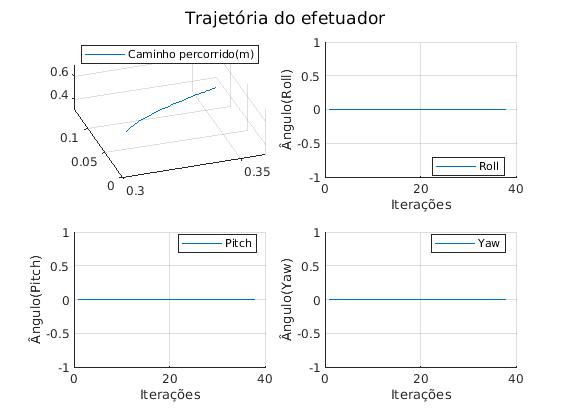 Trajetória do efetuador
Caminho percorrido(m)
0.6
0.4
0.1
0.05
0
0.3
0.35
1
0.5
0
-0.5
-1
Ângulo(Roll)
Roll
0
20
40
Iterações
1
0.5
0
-0.5
-1
Ângulo(Pitch)
Pitch
0
20
40
Iterações
1
0.5
0
-0.5
-1
Ângulo(Yaw)
Yaw
0
20
40
Iterações